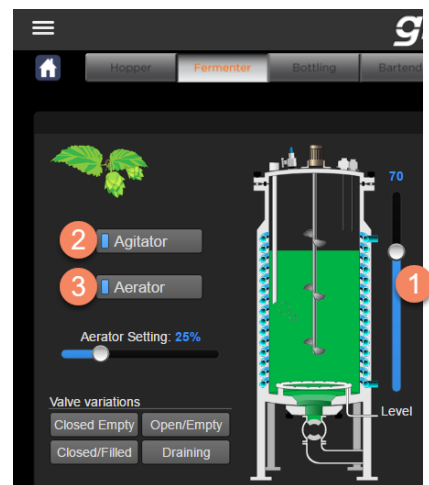 Hopper Fermenter Bottling
70
2 Agitator
1
3 Aerator
Aerator Setting: 25%
Valve variations
Level
Closed Empty Open/Empty
Closed/Filled Draining